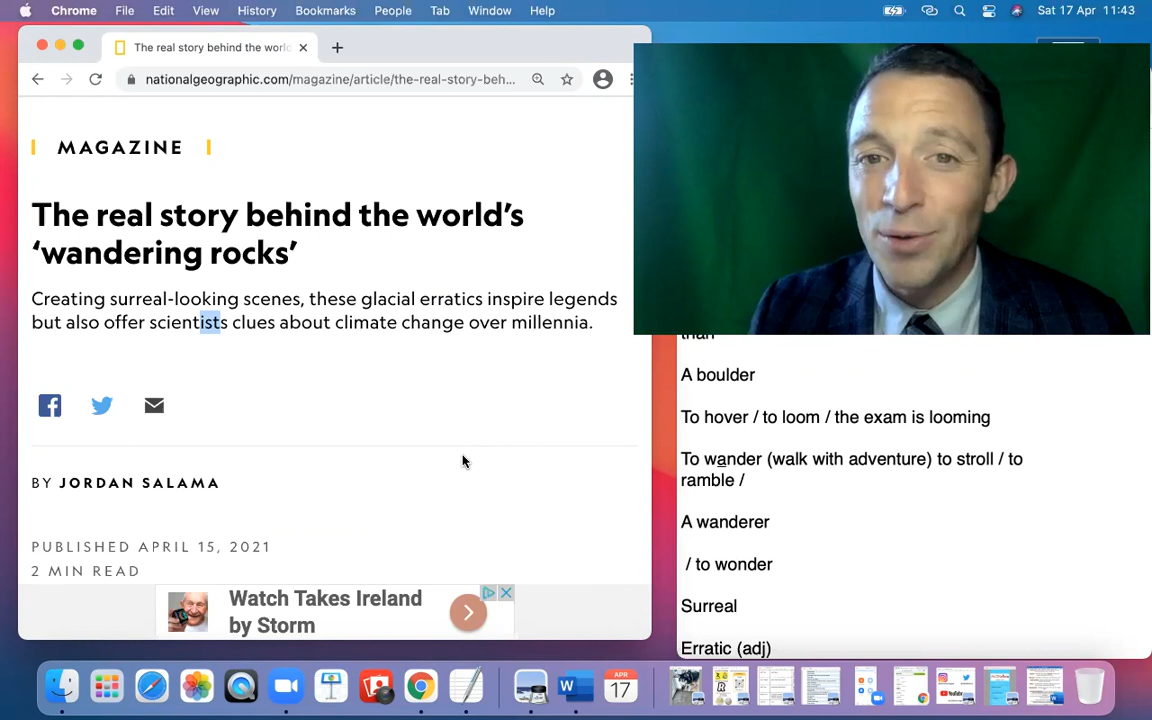 Chrome File Edit View History Bookmarks People Tab Window Help Sat 17 Apr 11:43
The real story behind the worl
nationalgeographic.com/magazine/article/the-real-story-beh...
MAGAZINE
The real story behind the world's
'wandering rocks'
Creating surreal-looking scenes, these glacial erratics inspire legends
but also offer scientists clues about climate change over millennia.
BY JORDAN SALAMA
PUBLISHED APRIL 15, 2021
2 MIN READ
Watch Takes Ireland
by Storm
than
A boulder
To hover / to loom / the exam is looming
To wander (walk with adventure) to stroll / to
ramble /
A wanderer
/ to wonder
Surreal
Erratic (adj)
APR
17
W